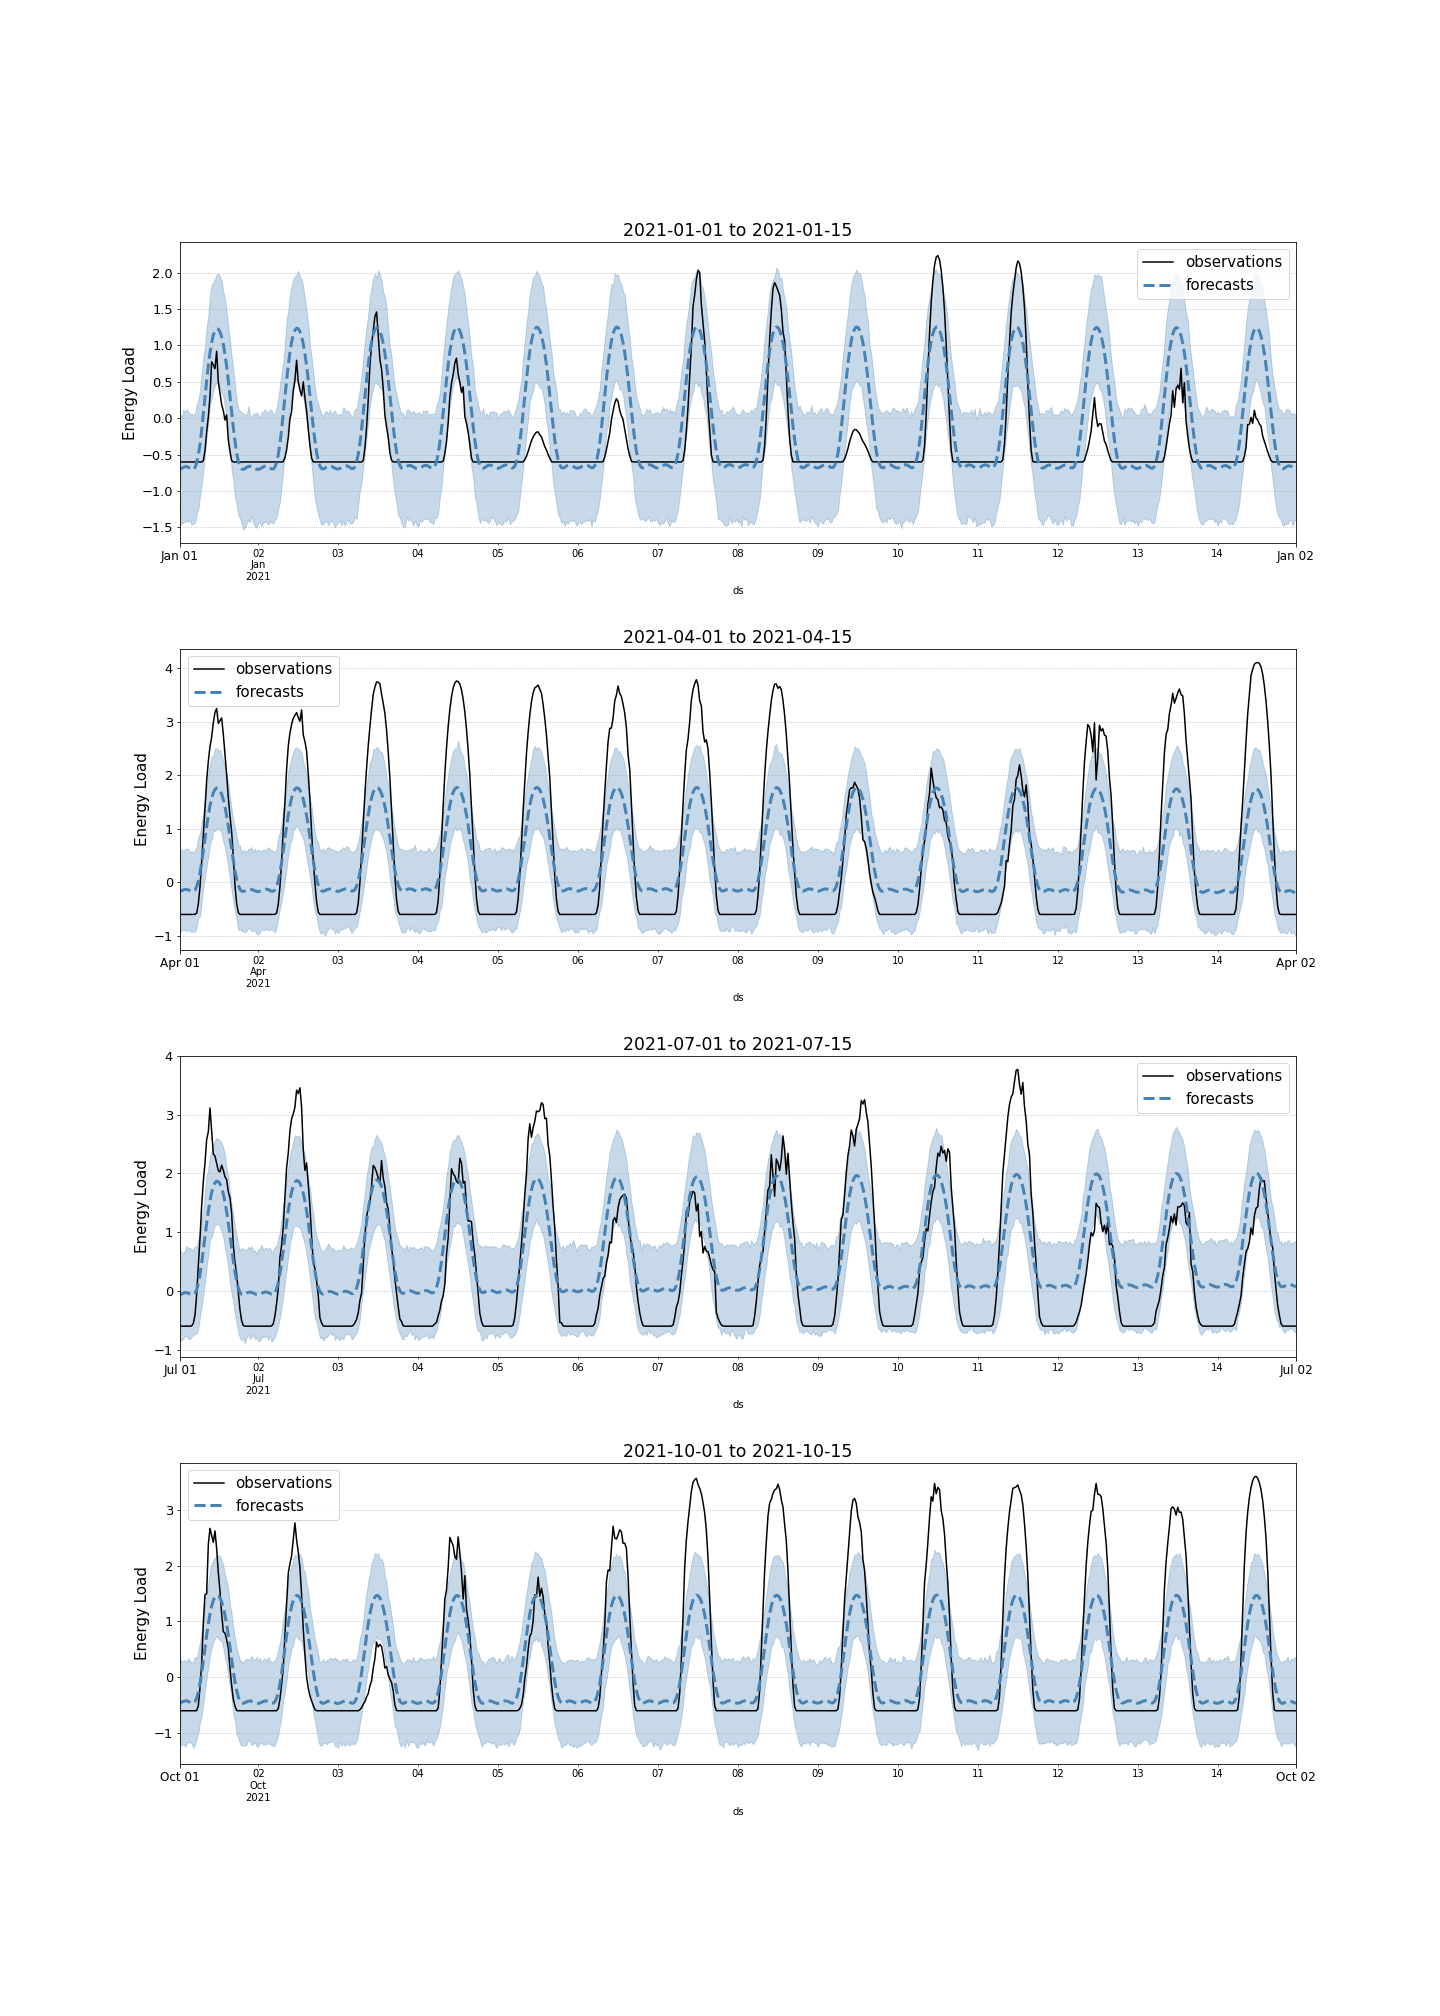 2021-01-01 to 2021-01-15
observations
forecasts
Energy Load
2.0
1.5
1.0
0.5
0.0
−0.5
−1.0
−1.5
Jan 01 02 03 04 05 06 07 08 09 10 11 12 13 14 Jan 02
Jan
2021
ds
2021-04-01 to 2021-04-15
observations
forecasts
Energy Load
4
3
2
1
0
−1
Apr 01 02 03 04 05 06 07 08 09 10 11 12 13 14 Apr 02
Apr
2021
ds
2021-07-01 to 2021-07-15
observations
forecasts
Energy Load
4
3
2
1
0
−1
Jul 01 02 03 04 05 06 07 08 09 10 11 12 13 14 Jul 02
Jul
2021
ds
2021-10-01 to 2021-10-15
observations
forecasts
Energy Load
3
2
1
0
−1
Oct 01 02 03 04 05 06 07 08 09 10 11 12 13 14 Oct 02
Oct
2021
ds